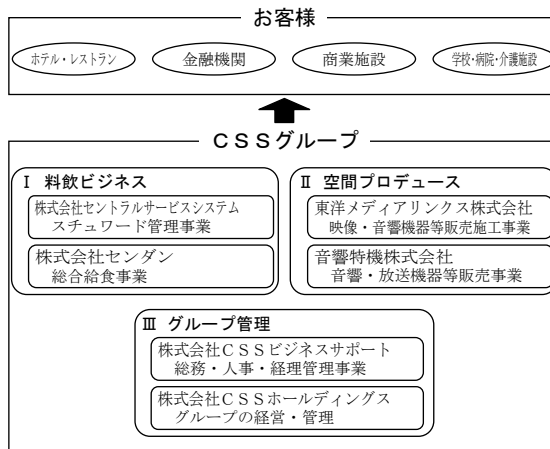 お客様
ホテル・レストラン
金融機関
商業施設
学校・病院・介護施設
CSSグループ
Ⅰ 料飲ビジネス
株式会社セントラルサービスシステム
スチュワード管理事業
株式会社センダン
総合給食事業
Ⅱ 空間プロデュース
東洋メディアリンクス株式会社
映像・音響機器等販売施工事業
音響特機株式会社
音響・放送機器等販売事業
Ⅲ グループ管理
株式会社CSSビジネスサポート
総務・人事・経理管理事業
株式会社CSSホールディングス
グループの経営・管理